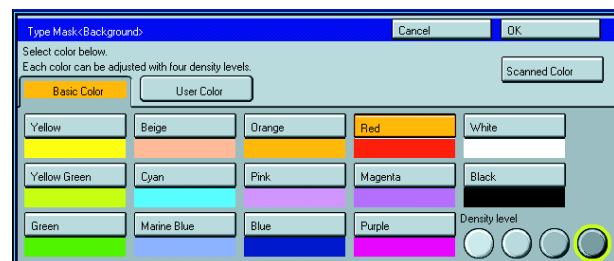 Type Mask<Background> Cancel OK
Select color below.
Each color can be adjusted with four density levels.
Scanned Color
Basic Color User Color
Yellow Beige Orange Red White
Yellow Green Cyan Pink Magenta Black
Green Marine Blue Blue Purple Density level